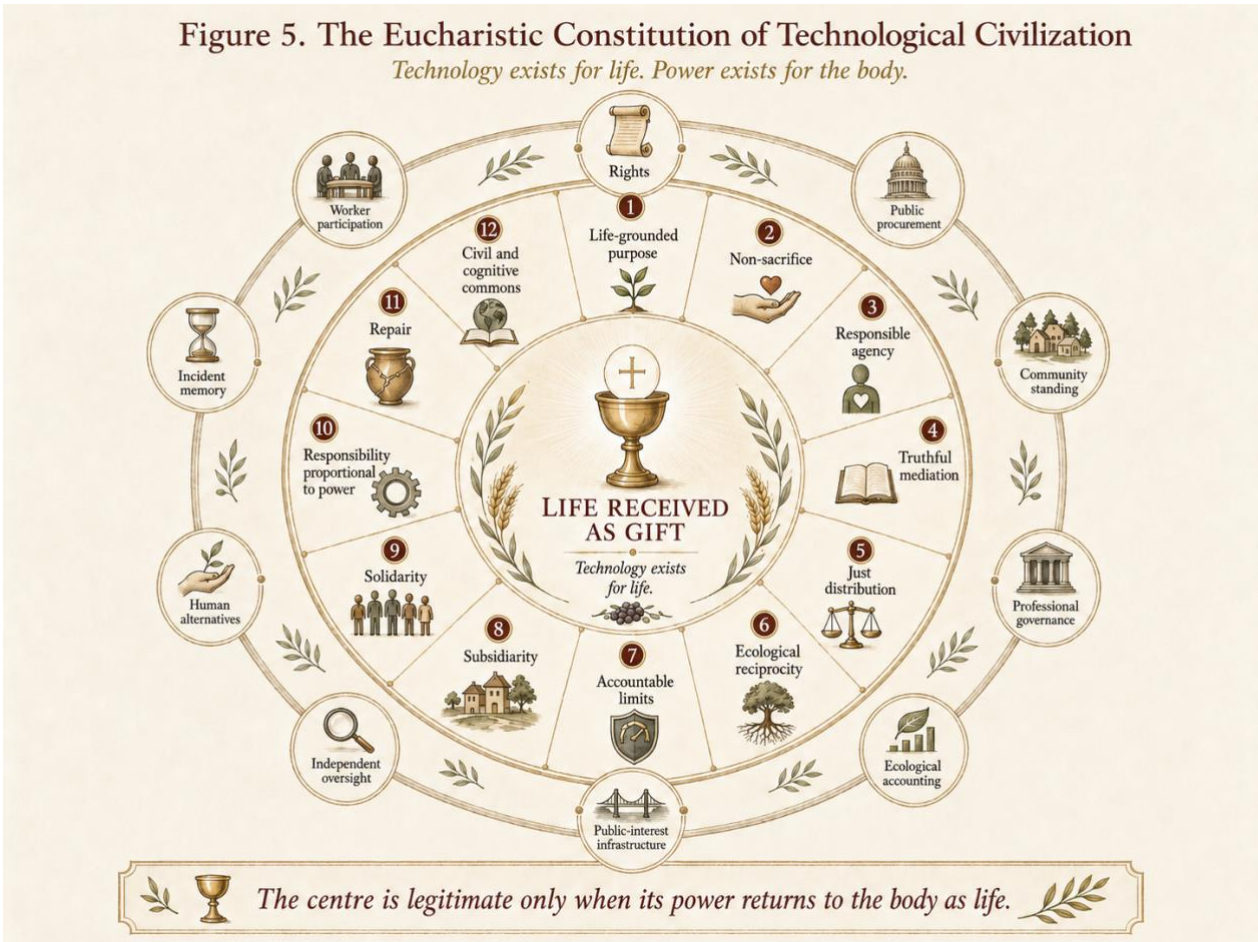 Figure 5. The Eucharistic Constitution of Technological Civilization
Technology exists for life. Power exists for the body.
Rights
Public
procurement
Community
standing
Professional
governance
Ecological
accounting
Public-interest
infrastructure
Independent
oversight
Human
alternatives
Incident
memory
Worker
participation
1
Life-grounded
purpose
2
Non-sacrifice
3
Responsible
agency
4
Truthful
mediation
5
Just
distribution
6
Ecological
reciprocity
7
Accountable
limits
8
Subsidiarity
9
Solidarity
10
Responsibility
proportional
to power
11
Repair
12
Civil and
cognitive
commons
LIFE RECEIVED
AS GIFT
Technology exists
for life.
The centre is legitimate only when its power returns to the body as life.